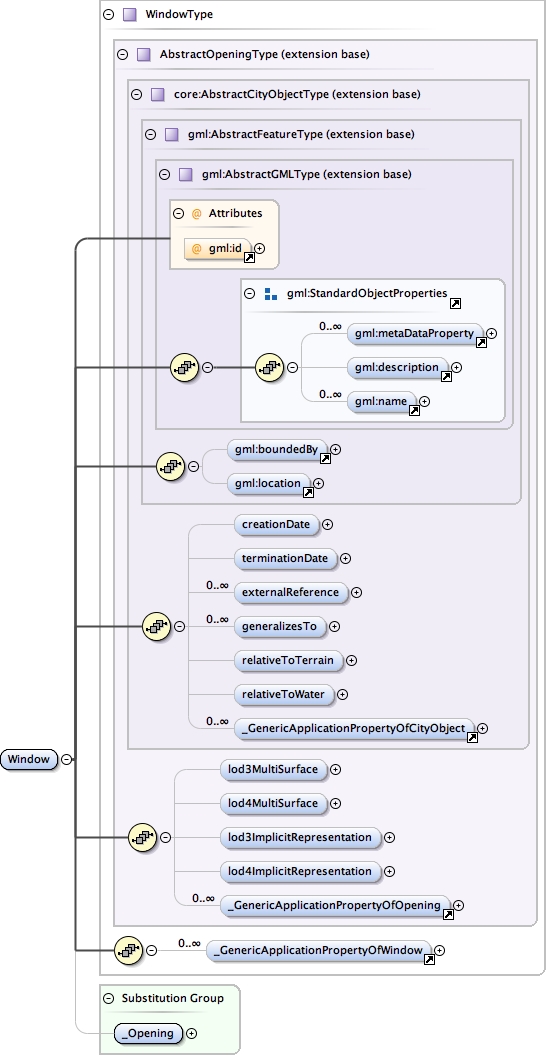 WindowType
AbstractOpeningType (extension base)
core:AbstractCityObjectType (extension base)
gml:AbstractFeatureType (extension base)
gml:AbstractGMLType (extension base)
@ Attributes
@ gml:id
gml:StandardObjectProperties
0..∞ gml:metaDataProperty
gml:description
0..∞ gml:name
gml:boundedBy
gml:location
creationDate
terminationDate
0..∞ externalReference
0..∞ generalizesTo
relativeToTerrain
relativeToWater
0..∞ _GenericApplicationPropertyOfCityObject
Window
lod3MultiSurface
lod4MultiSurface
lod3ImplicitRepresentation
lod4ImplicitRepresentation
0..∞ _GenericApplicationPropertyOfOpening
0..∞ _GenericApplicationPropertyOfWindow
Substitution Group
_Opening